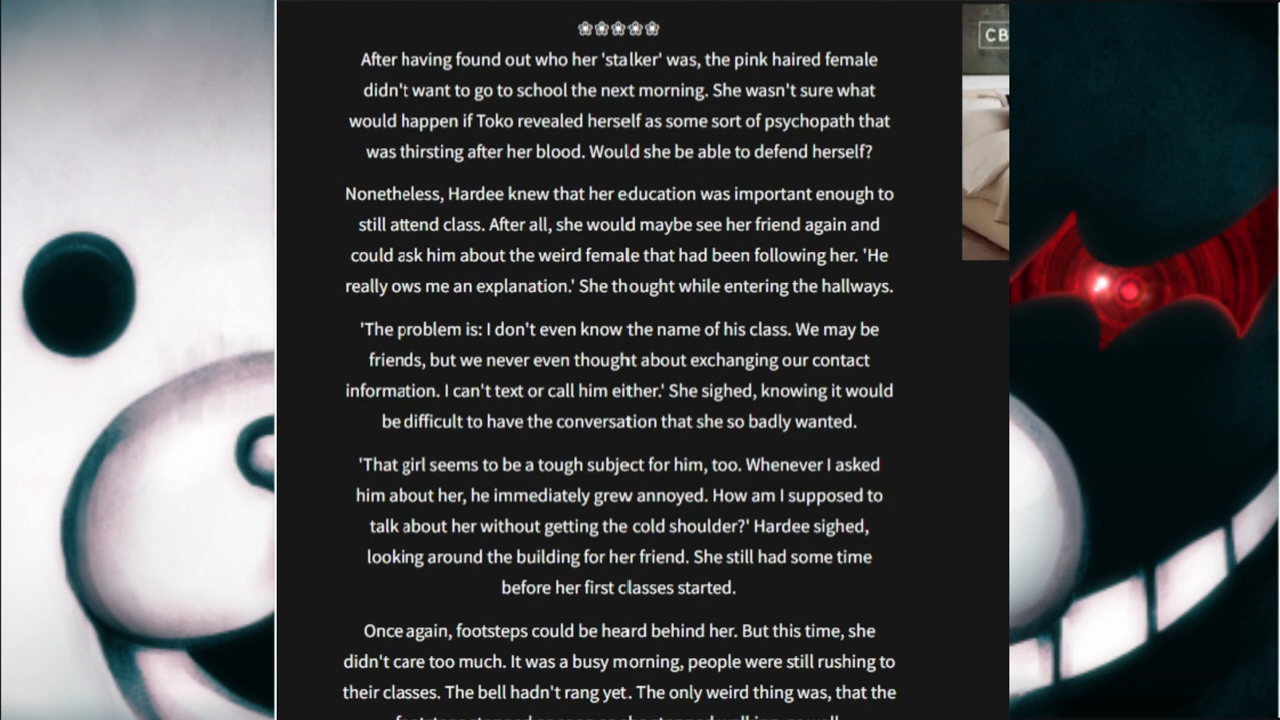 ❀❀❀❀❀
CB
After having found out who her 'stalker' was, the pink haired female
didn't want to go to school the next morning. She wasn't sure what
would happen if Toko revealed herself as some sort of psychopath that
was thirsting after her blood. Would she be able to defend herself?
Nonetheless, Hardee knew that her education was important enough to
still attend class. After all, she would maybe see her friend again and
could ask him about the weird female that had been following her. 'He
really ows me an explanation.' She thought while entering the hallways.
'The problem is: I don't even know the name of his class. We may be
friends, but we never even thought about exchanging our contact
information. I can't text or call him either.' She sighed, knowing it would
be difficult to have the conversation that she so badly wanted.
'That girl seems to be a tough subject for him, too. Whenever I asked
him about her, he immediately grew annoyed. How am I supposed to
talk about her without getting the cold shoulder?' Hardee sighed,
looking around the building for her friend. She still had some time
before her first classes started.
Once again, footsteps could be heard behind her. But this time, she
didn't care too much. It was a busy morning, people were still rushing to
their classes. The bell hadn't rang yet. The only weird thing was, that the